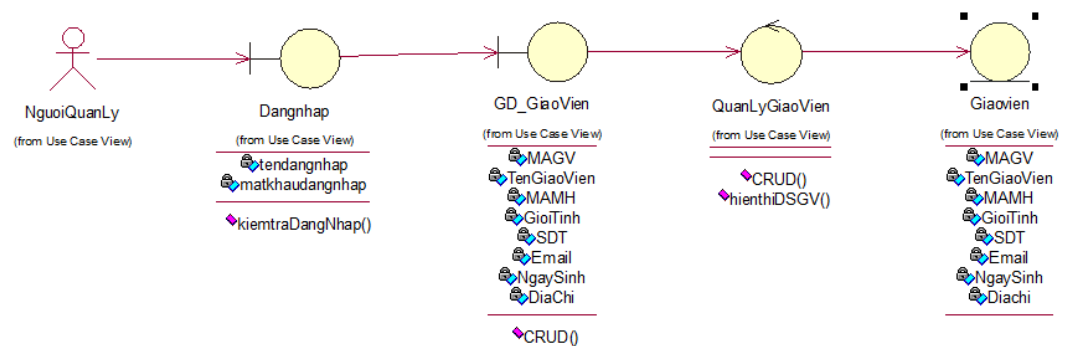 NguoiQuanLy
(from Use Case View)
Dangnhap
(from Use Case View)
tendangnhap
matkhaudangnhap
kiemtraDangNhap()
GD_GiaoVien
(from Use Case View)
MAGV
TenGiaoVien
MAMH
GioiTinh
SDT
Email
NgaySinh
DiaChi
CRUD()
QuanLyGiaoVien
(from Use Case View)
CRUD()
hienthiDSGV()
Giaovien
(from Use Case View)
MAGV
TenGiaoVien
MAMH
GioiTinh
SDT
Email
NgaySinh
Diachi